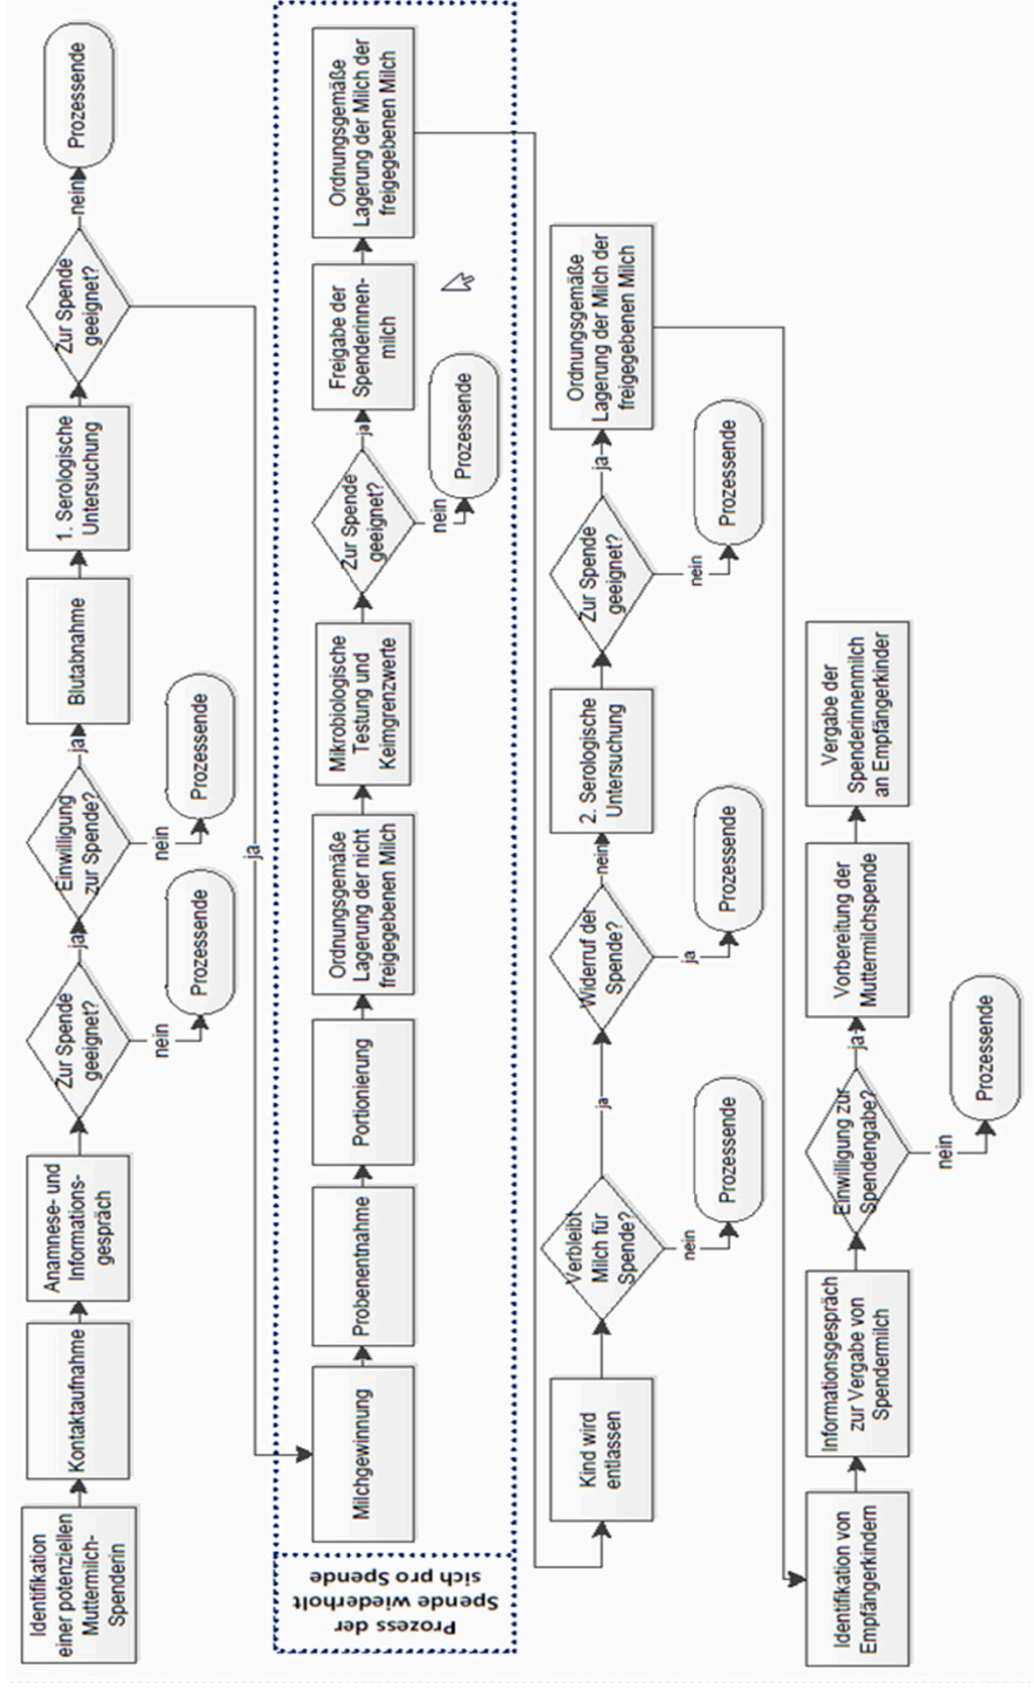 Identifikation
einer potenziellen
Muttermilch-
Spenderin
Kontaktaufnahme
Anamnese- und
Informations-
gespräch
Zur Spende
geeignet?
nein
Prozessende
ja
Einwilligung
zur Spende?
nein
Prozessende
ja
Blutabnahme
1. Serologische
Untersuchung
Zur Spende
geeignet?
nein
Prozessende
ja
Prozess der
Spende wiederholt
sich pro Spende
Milchgewinnung
Probenentnahme
Portionierung
Ordnungsgemäße
Lagerung der nicht
freigegebenen Milch
Mikrobiologische
Testung und
Keimgrenzwerte
Zur Spende
geeignet?
nein
Prozessende
ja
Freigabe der
Spenderinnen-
milch
Ordnungsgemäße
Lagerung der Milch der
freigegebenen Milch
Kind wird
entlassen
Verbleibt
Milch für
Spende?
nein
Prozessende
ja
Widerruf der
Spende?
ja
Prozessende
nein
2. Serologische
Untersuchung
Zur Spende
geeignet?
nein
Prozessende
ja
Ordnungsgemäße
Lagerung der Milch der
freigegebenen Milch
Identifikation von
Empfängerkindern
Informationsgespräch
zur Vergabe von
Spendermilch
Einwilligung zur
Spendengabe?
nein
Prozessende
ja
Vorbereitung der
Muttermilchspende
Vergabe der
Spenderinnenmilch
an Empfängerkinder